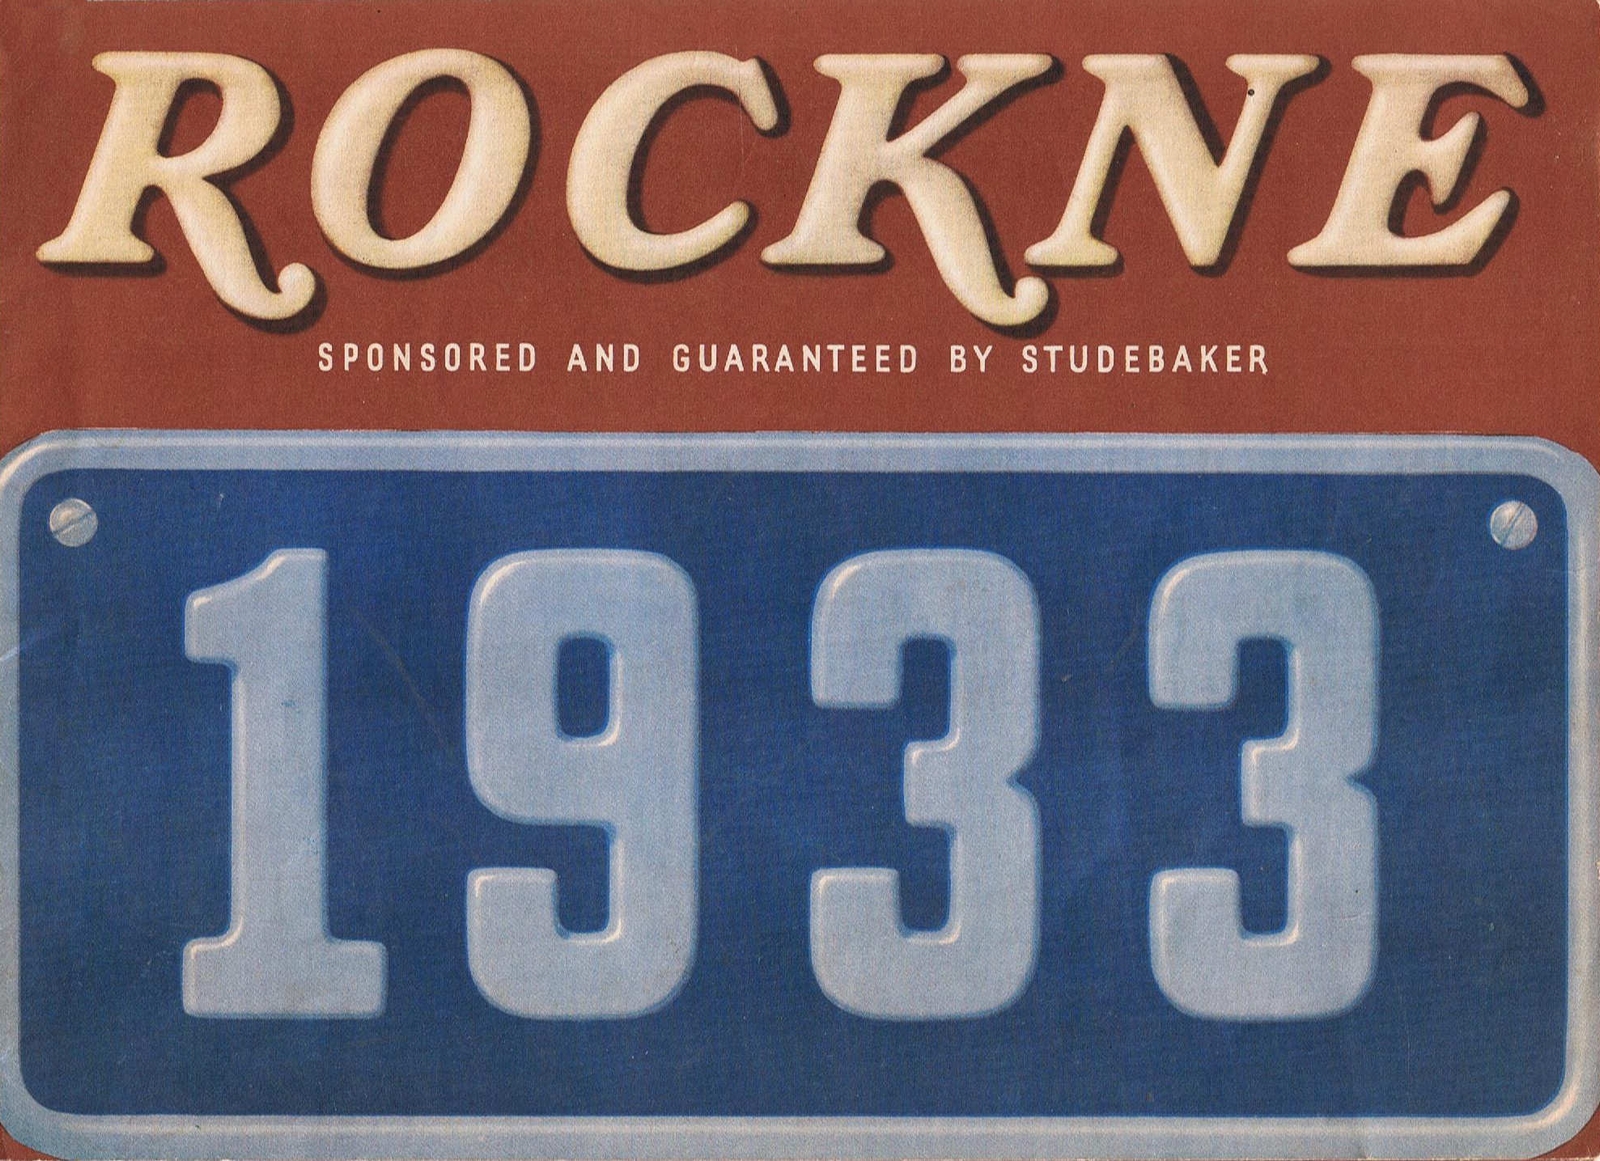 ROCKNE
SPONSORED AND GUARANTEED BY STUDEBAKER
1933